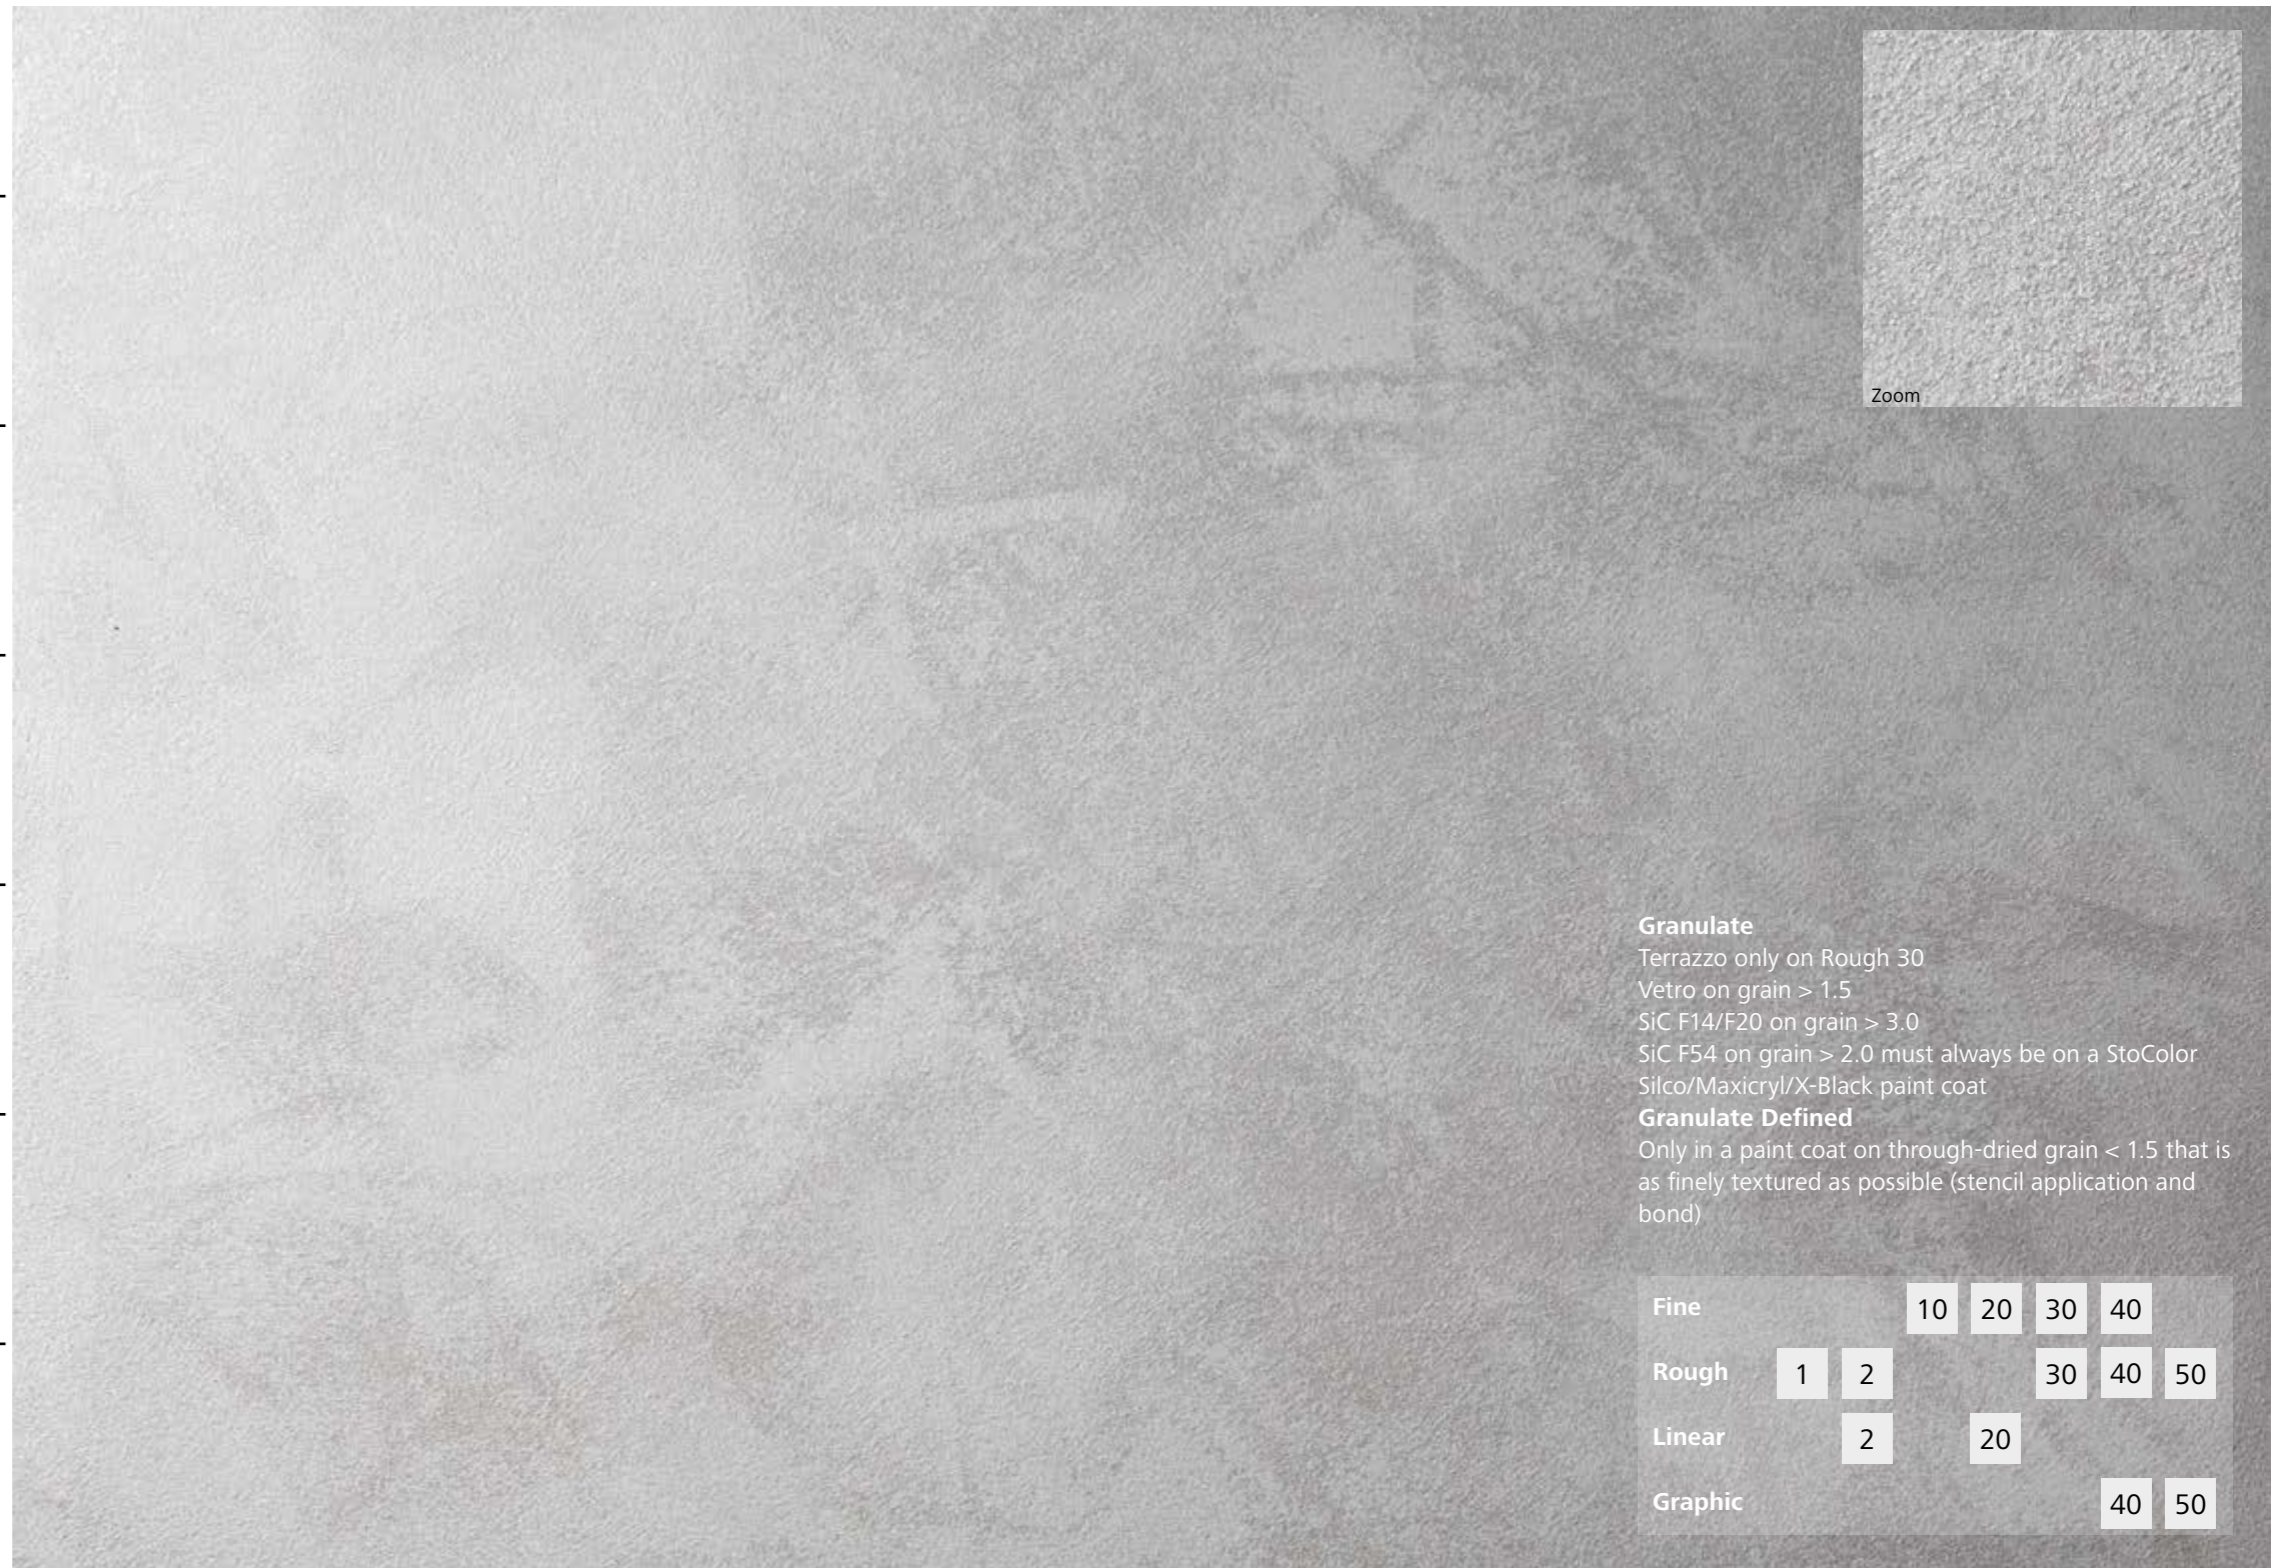 Zoom
Granulate
Terrazzo only on Rough 30
Vetro on grain > 1.5
SiC F14/F20 on grain > 3.0
SiC F54 on grain > 2.0 must always be on a StoColor
Silco/Maxicryl/X-Black paint coat
Granulate Defined
Only in a paint coat on through-dried grain < 1.5 that is
as finely textured as possible (stencil application and
bond)
Fine 10 20 30 40
Rough 1 2 30 40 50
Linear 2 20
Graphic 40 50